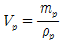 V_p = m_p / ρ_p